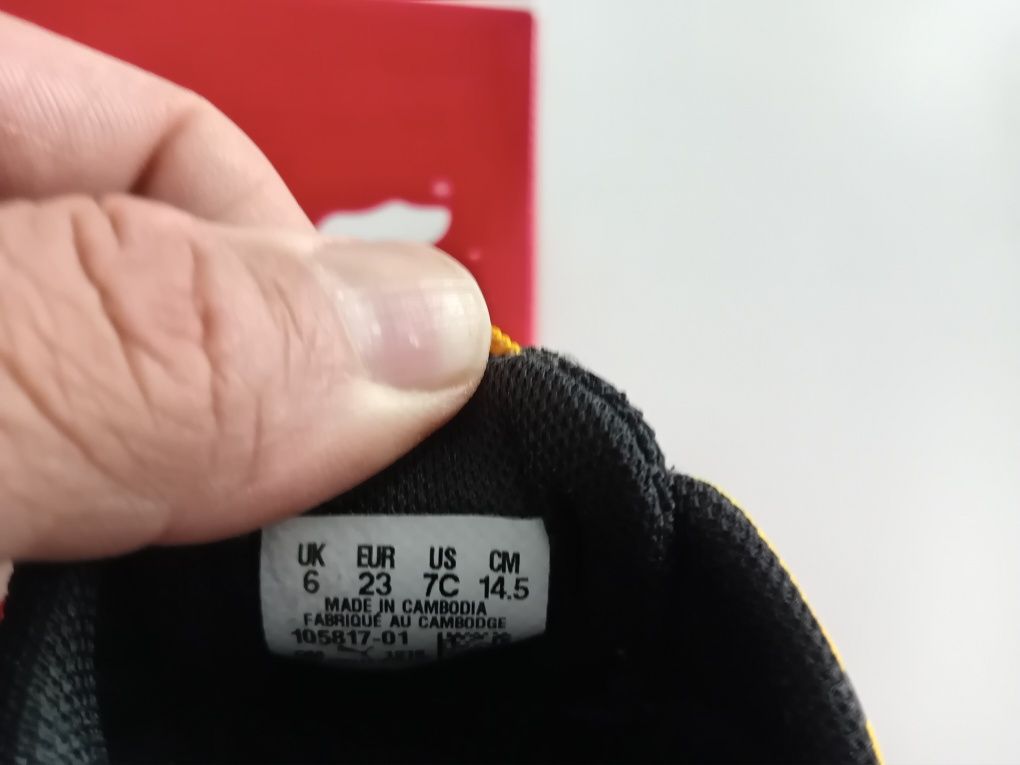 UK EUR US CM
6 23 7C 14.5
MADE IN CAMBODIA
FABRIQUÉ AU CAMBODGE
105817-01